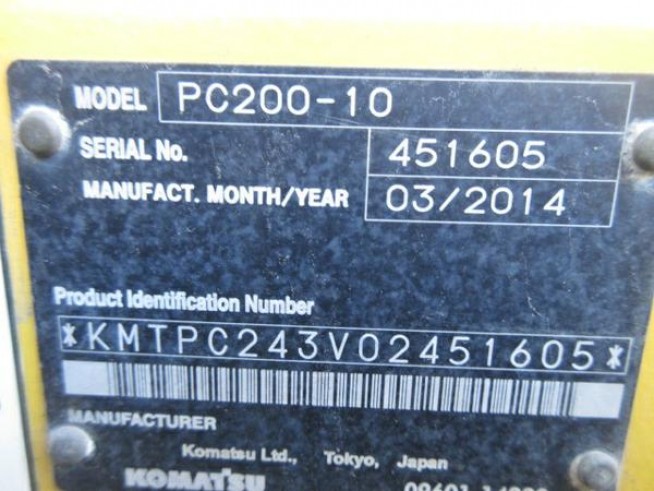 MODEL PC200-10
SERIAL No. 451605
MANUFACT. MONTH/YEAR 03/2014
Product Identification Number
*KMTPC243V02451605*
MANUFACTURER
Komatsu Ltd., Tokyo, Japan
KOMATSU